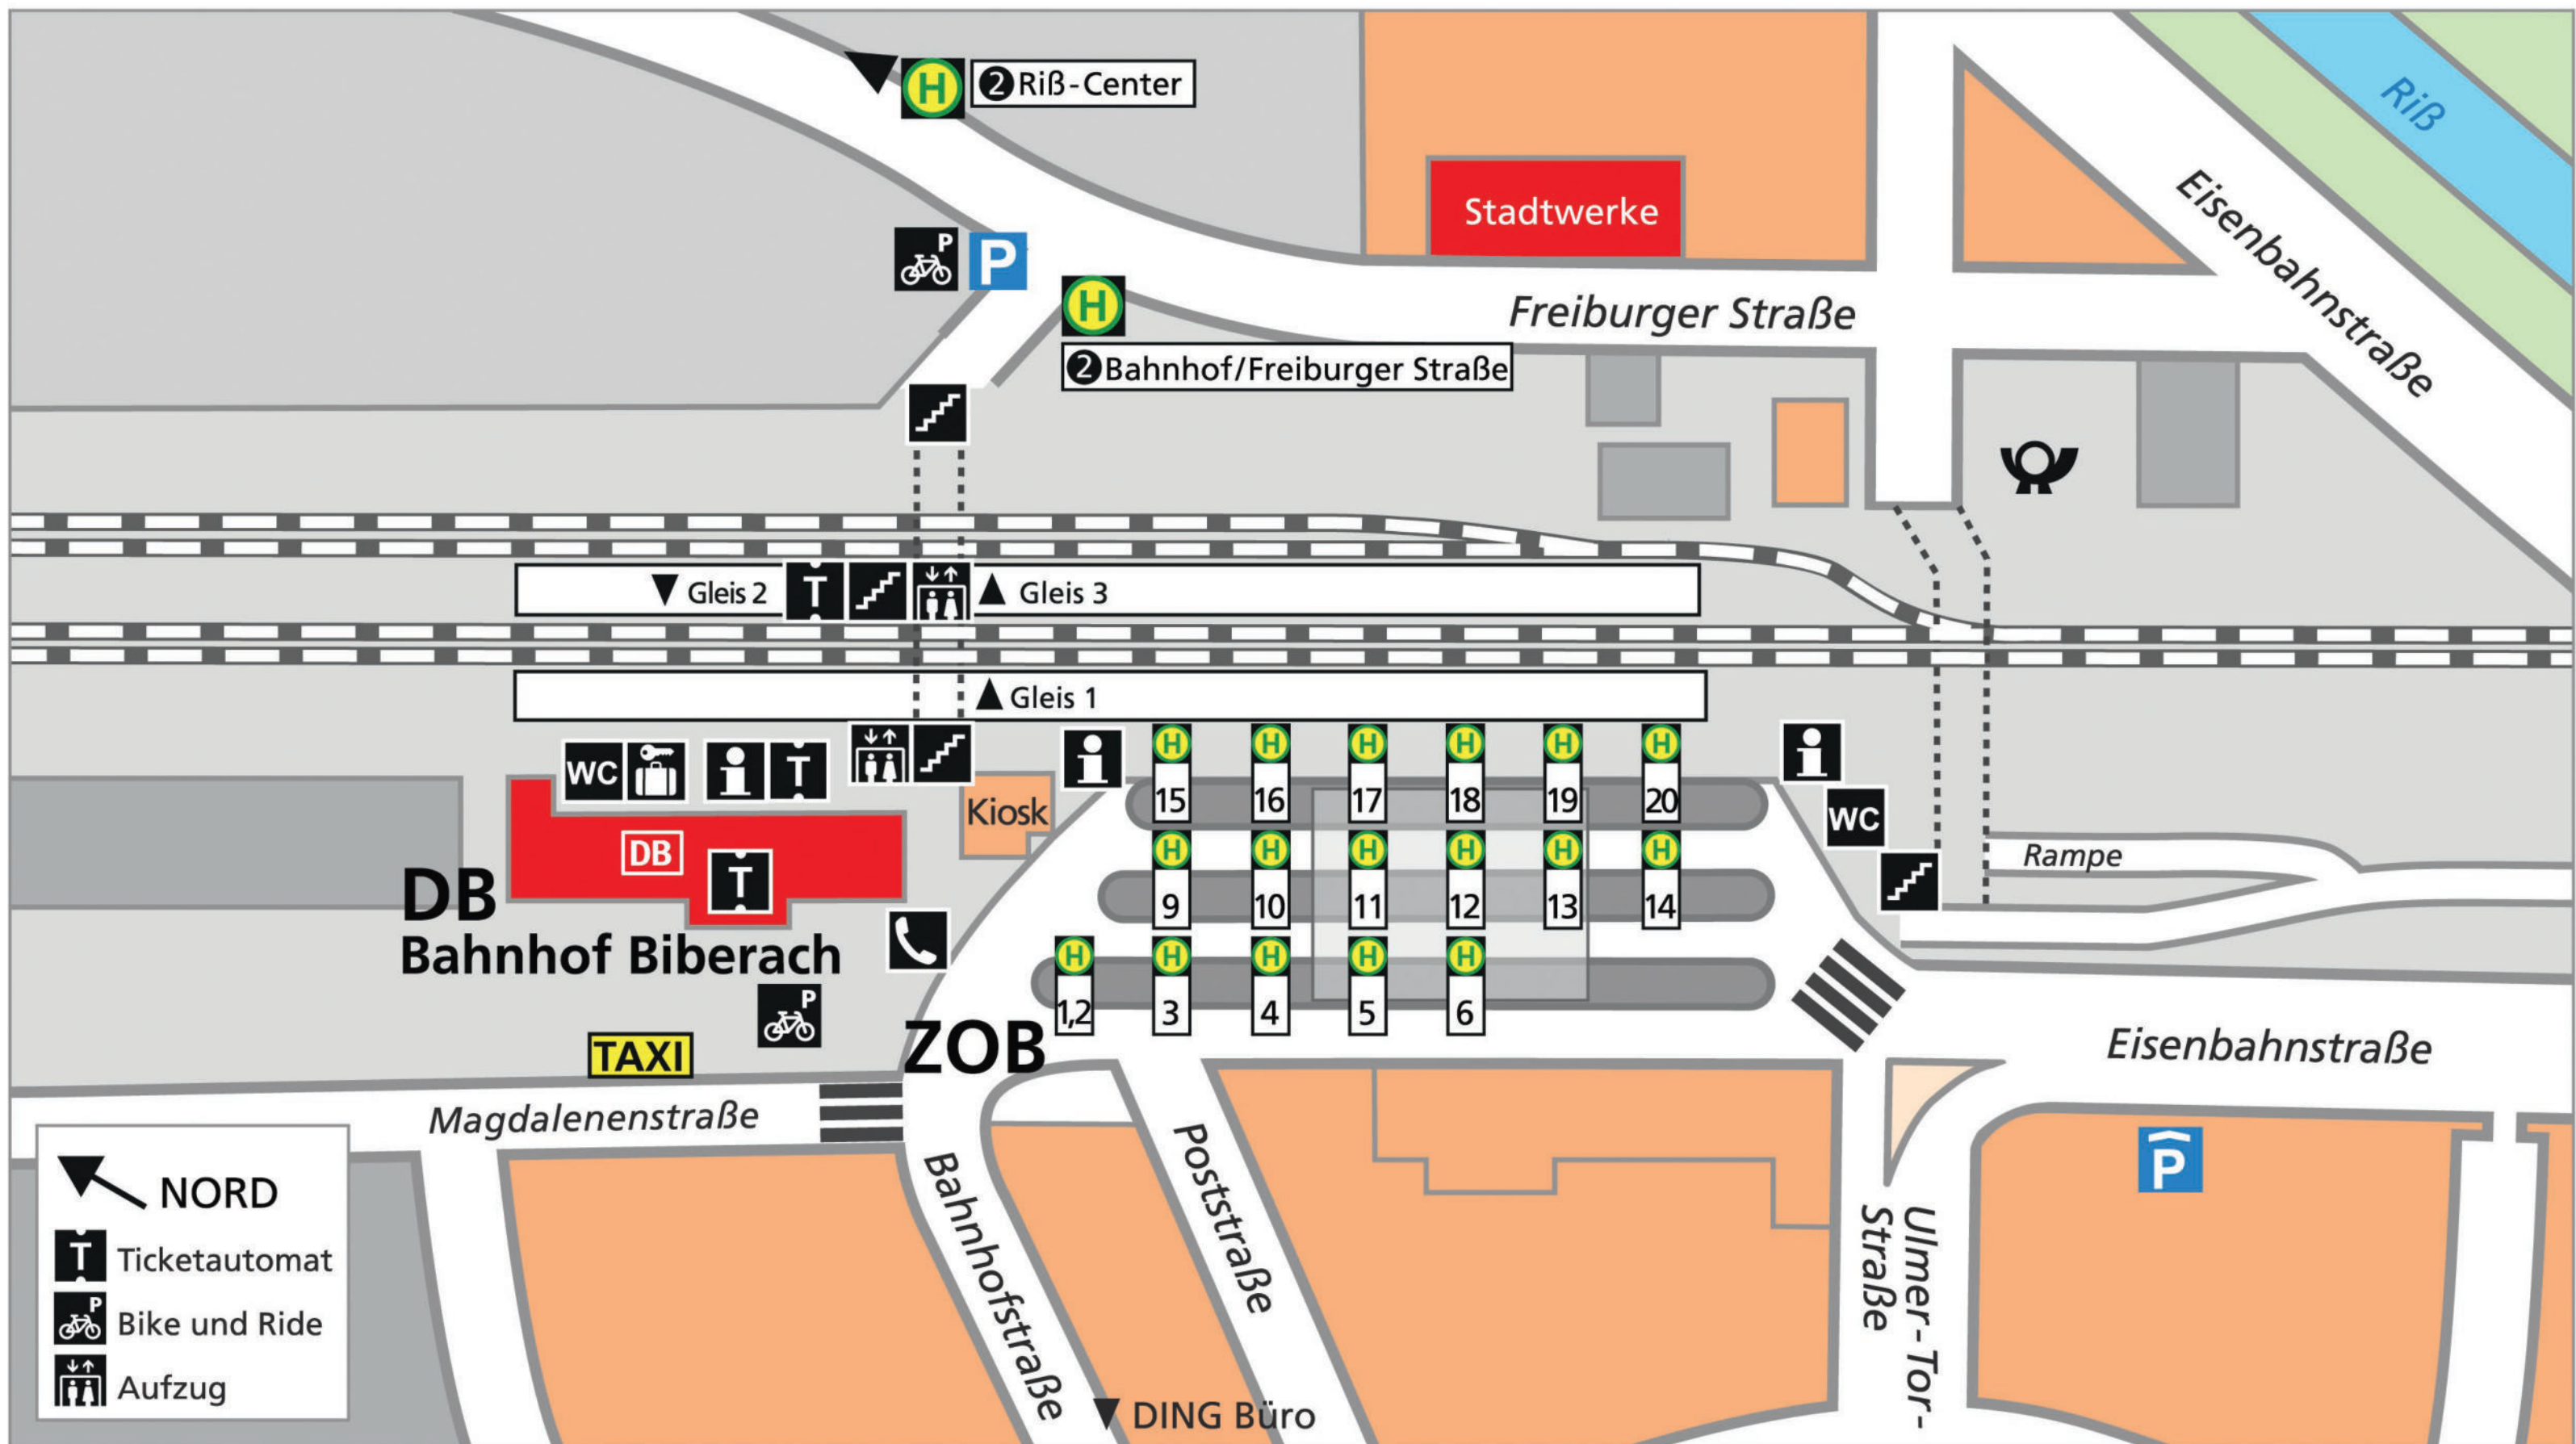 H
❷ Riß-Center
Riß
Stadtwerke
P
P
Eisenbahnstraße
H
Freiburger Straße
❷ Bahnhof/Freiburger Straße
▼ Gleis 2
T
▲ Gleis 3
▲ Gleis 1
WC
i
T
i
H H H H H H
15 16 17 18 19 20
i
Kiosk
WC
DB
T
H H H H H H
9 10 11 12 13 14
Rampe
DB
Bahnhof Biberach
H H H H H
1,2 3 4 5 6
P
ZOB
TAXI
Eisenbahnstraße
Magdalenenstraße
Bahnhofstraße
Poststraße
Ulmer-Tor-
Straße
P
NORD
T Ticketautomat
P Bike und Ride
Aufzug
▼ DING Büro